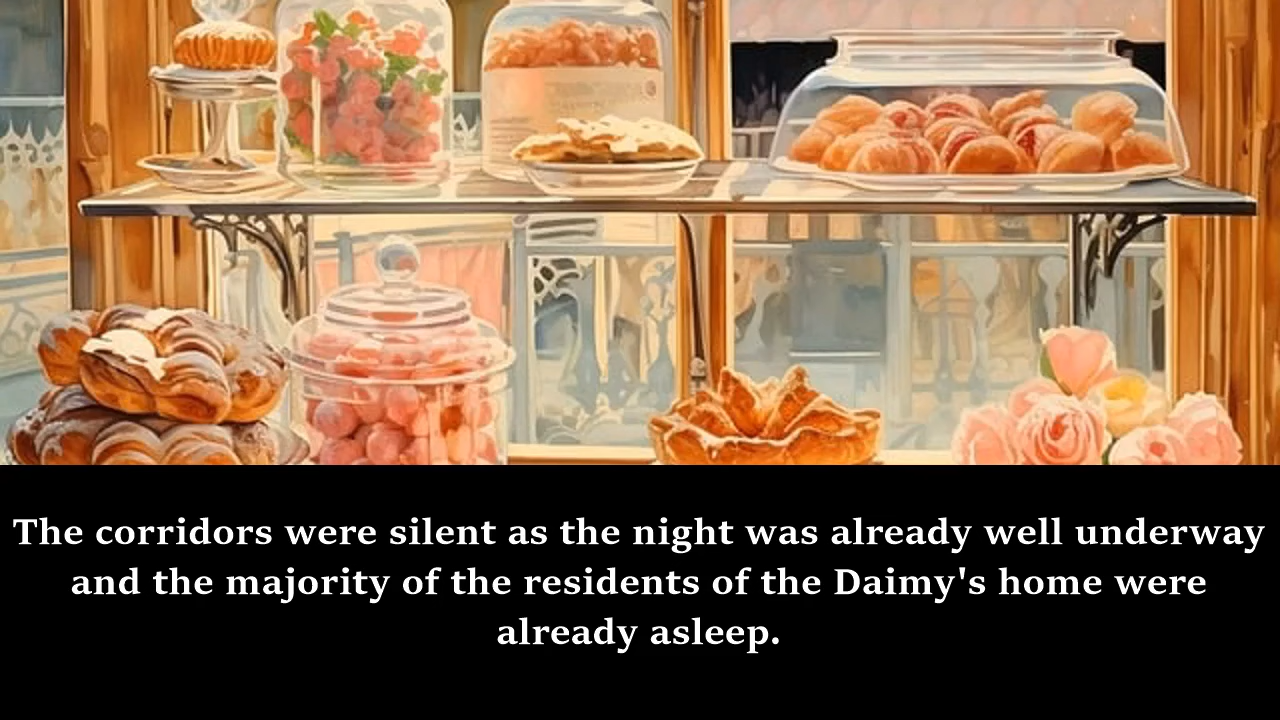 The corridors were silent as the night was already well underway
and the majority of the residents of the Daimy's home were
already asleep.